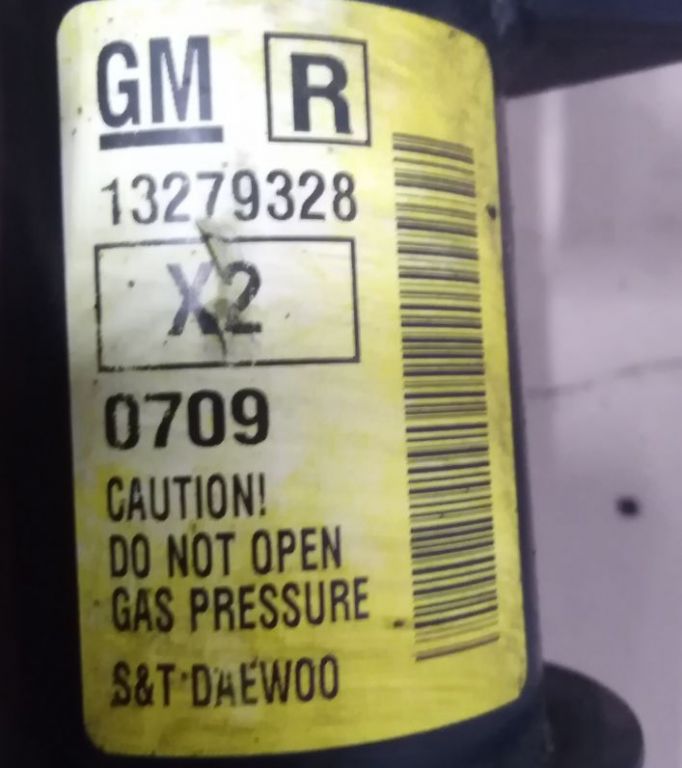 GM R
13279328
X2
0709
CAUTION!
DO NOT OPEN
GAS PRESSURE
S&T DAEWOO